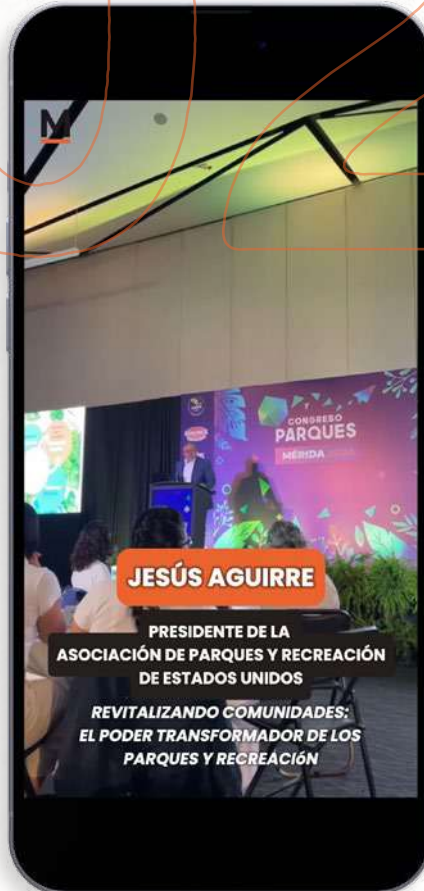 M
CONGRESO
PARQUES
MÉRIDA
JESÚS AGUIRRE
PRESIDENTE DE LA
ASOCIACIÓN DE PARQUES Y RECREACIÓN
DE ESTADOS UNIDOS
REVITALIZANDO COMUNIDADES:
EL PODER TRANSFORMADOR DE LOS
PARQUES Y RECREACIÓN